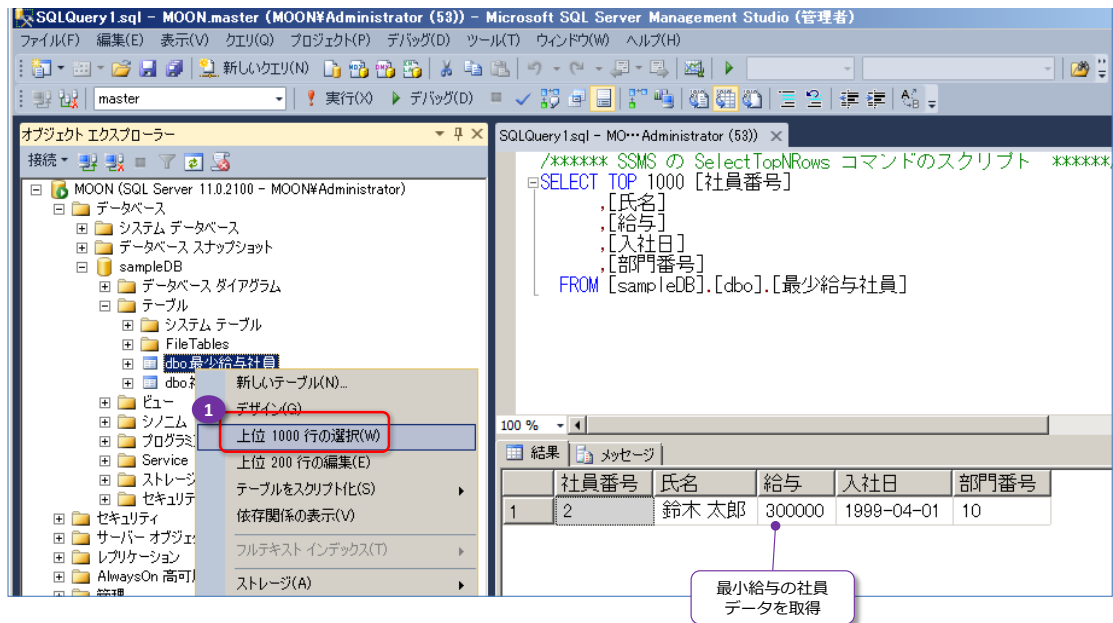 SQLQuery1.sql - MOON.master (MOON¥Administrator (53)) - Microsoft SQL Server Management Studio (管理者)
ファイル(F) 編集(E) 表示(V) クエリ(Q) プロジェクト(P) デバッグ(D) ツール(T) ウィンドウ(W) ヘルプ(H)
新しいクエリ(N)
master
実行(X) デバッグ(D)
オブジェクト エクスプローラー
接続
MOON (SQL Server 11.0.2100 - MOON¥Administrator)
データベース
システム データベース
データベース スナップショット
sampleDB
データベース ダイアグラム
テーブル
システム テーブル
FileTables
dbo.最少給与社員
dbo.
ビュー
シノニム
プログラミ
Service
ストレージ
セキュリテ
セキュリティ
サーバー オブジェ
レプリケーション
AlwaysOn 高可
管理
新しいテーブル(N)...
デザイン(G)
1
上位 1000 行の選択(W)
上位 200 行の編集(E)
テーブルをスクリプト化(S)
依存関係の表示(V)
フルテキスト インデックス(T)
ストレージ(A)
SQLQuery1.sql - MO...Administrator (53))
/****** SSMS の SelectTopNRows コマンドのスクリプト ******/
SELECT TOP 1000 [社員番号]
,[氏名]
,[給与]
,[入社日]
,[部門番号]
FROM [sampleDB].[dbo].[最少給与社員]
100 %
結果 メッセージ
社員番号 氏名 給与 入社日 部門番号
1 2 鈴木 太郎 300000 1999-04-01 10
最小給与の社員
データを取得